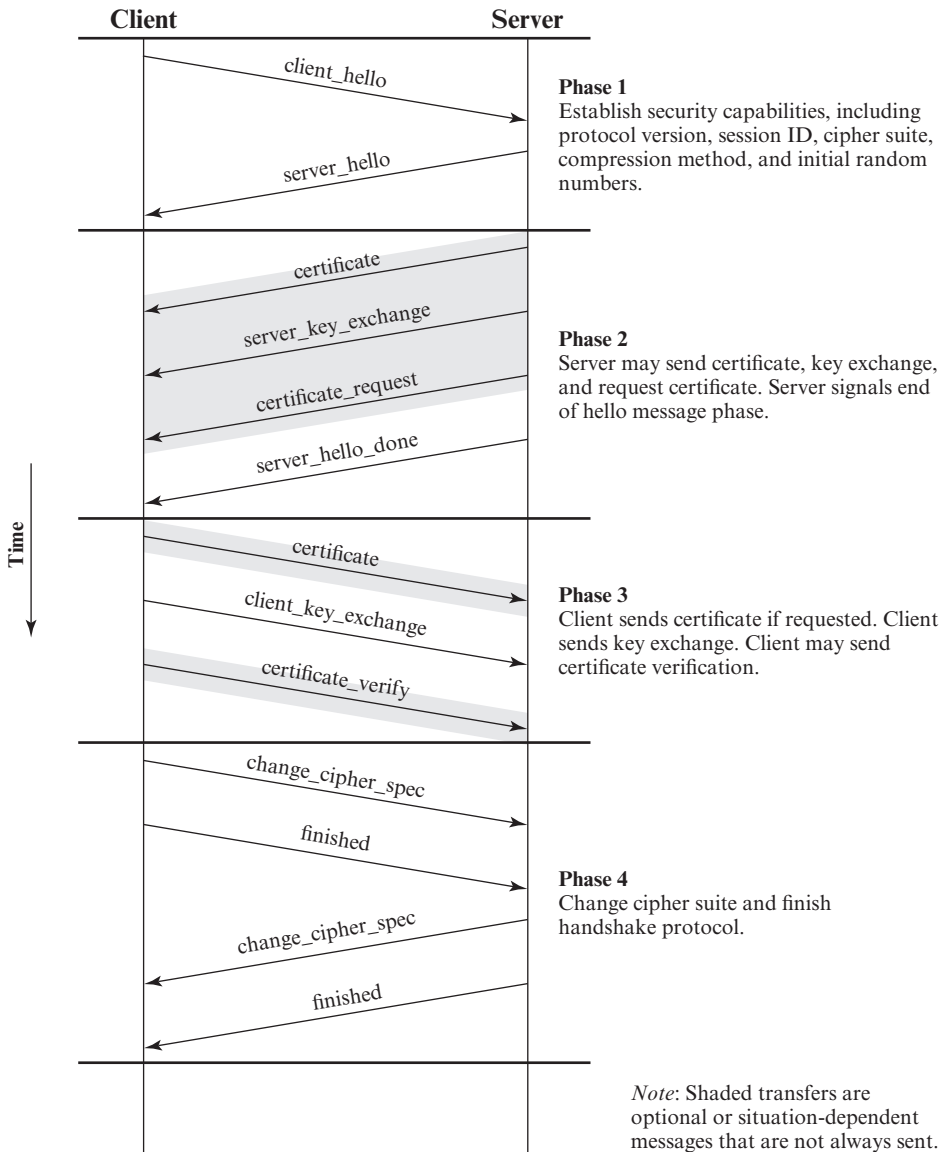 Client
Server
client_hello
Phase 1
Establish security capabilities, including
protocol version, session ID, cipher suite,
compression method, and initial random
numbers.
server_hello
certificate
server_key_exchange
Phase 2
Server may send certificate, key exchange,
and request certificate. Server signals end
of hello message phase.
certificate_request
server_hello_done
Time
certificate
client_key_exchange
Phase 3
Client sends certificate if requested. Client
sends key exchange. Client may send
certificate verification.
certificate_verify
change_cipher_spec
finished
Phase 4
Change cipher suite and finish
handshake protocol.
change_cipher_spec
finished
Note: Shaded transfers are
optional or situation-dependent
messages that are not always sent.